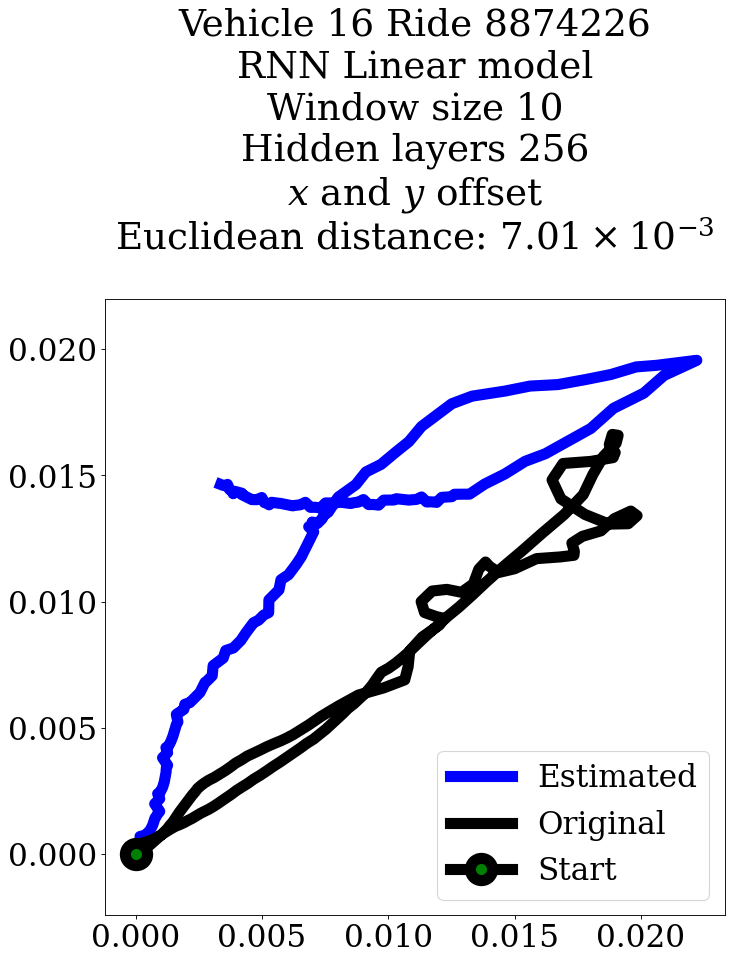 Vehicle 16 Ride 8874226
RNN Linear model
Window size 10
Hidden layers 256
x and y offset
Euclidean distance: 7.01 × 10⁻³
0.020
0.015
0.010
0.005
0.000
Estimated
Original
Start
0.000 0.005 0.010 0.015 0.020